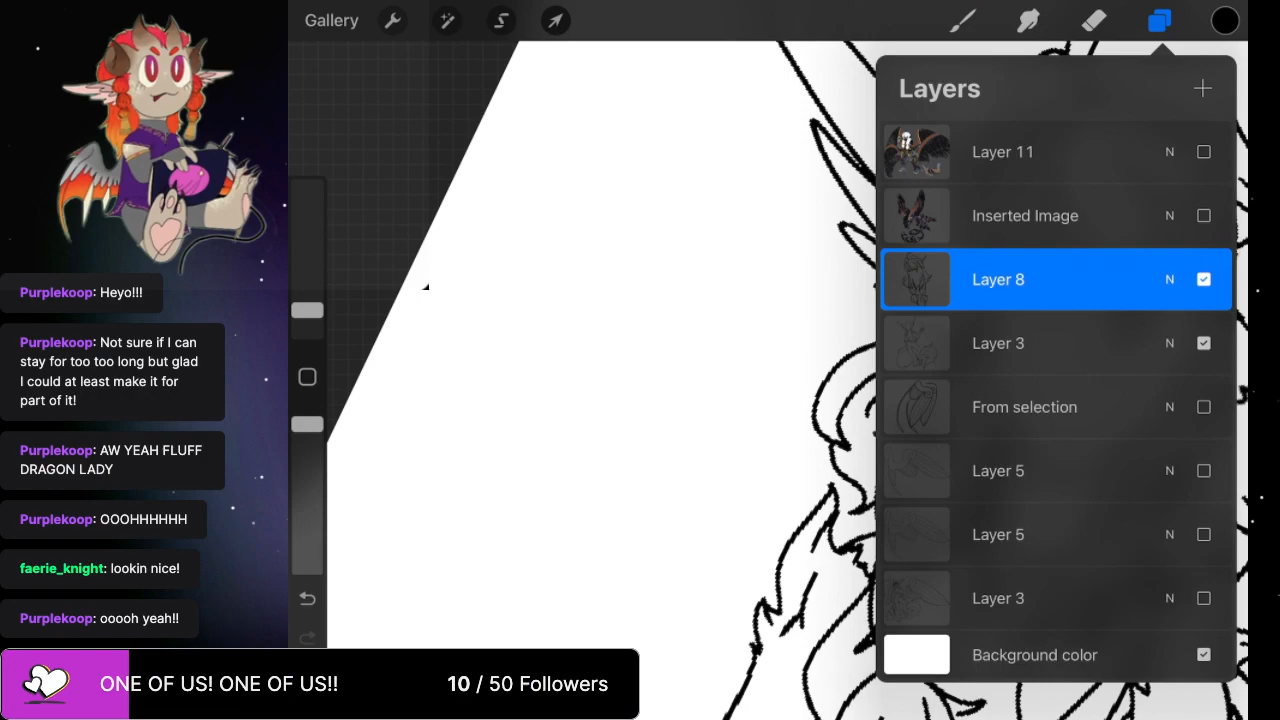 Gallery
Layers
Layer 11 N
Inserted Image N
Layer 8 N
Layer 3 N
From selection N
Layer 5 N
Layer 5 N
Layer 3 N
Background color
Purplekoop: Heyo!!!
Purplekoop: Not sure if I can
stay for too too long but glad
I could at least make it for
part of it!
Purplekoop: AW YEAH FLUFF
DRAGON LADY
Purplekoop: OOOHHHHHH
faerie_knight: lookin nice!
Purplekoop: ooooh yeah!!
ONE OF US! ONE OF US!! 10 / 50 Followers